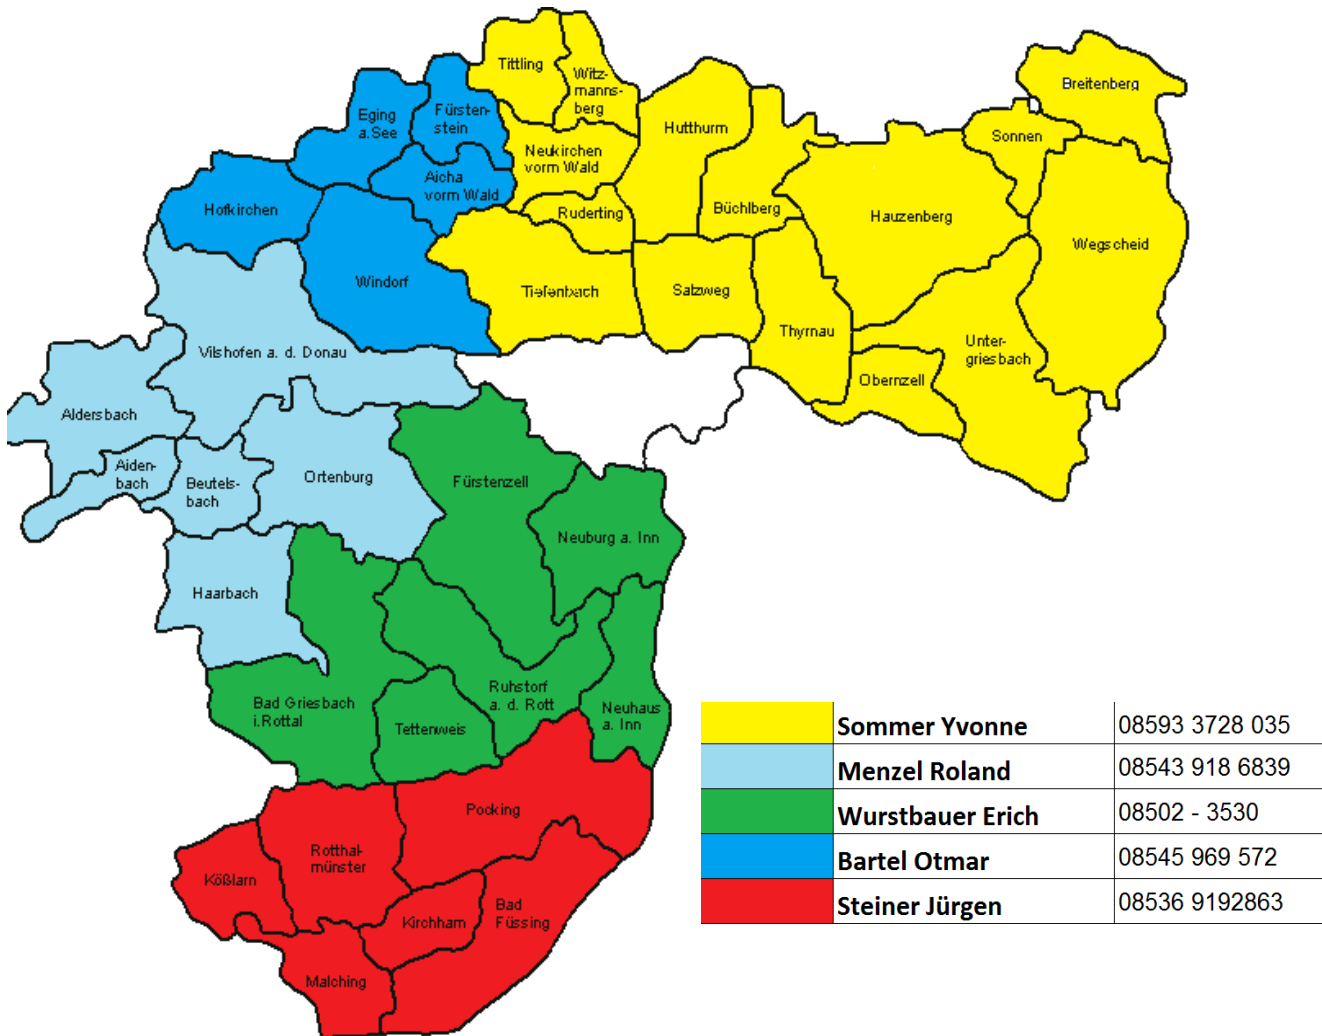 Tittling
Witz-
manns-
berg
Breitenberg
Eging
a.See
Fürsten-
stein
Hutthurm
Sonnen
Neukirchen
vorm Wald
Aicha
vorm Wald
Hofkirchen
Ruderting
Büchlberg
Hauzenberg
Wegscheid
Windorf
Tiefenbach
Salzweg
Thyrnau
Unter-
griesbach
Vilshofen a. d. Donau
Obernzell
Aldersbach
Aiden-
bach
Beutels-
bach
Ortenburg
Fürstenzell
Neuburg a. Inn
Haarbach
Bad Griesbach
i.Rottal
Ruhstorf
a. d. Rott
Neuhaus
a. Inn
Tettenweis
Pocking
Rotthal-
münster
Kößlarn
Kirchham
Bad
Füssing
Malching
Sommer Yvonne 08593 3728 035
Menzel Roland 08543 918 6839
Wurstbauer Erich 08502 - 3530
Bartel Otmar 08545 969 572
Steiner Jürgen 08536 9192863